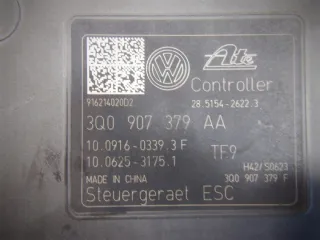 Ate
Controller
916214020D2 28.5154-2622.3
3Q0 907 379 AA
10.0916-0339.3 F TF9
10.0625-3175.1 H42/S0623
MADE IN CHINA 3Q0 907 379 F
Steuergeraet ESC